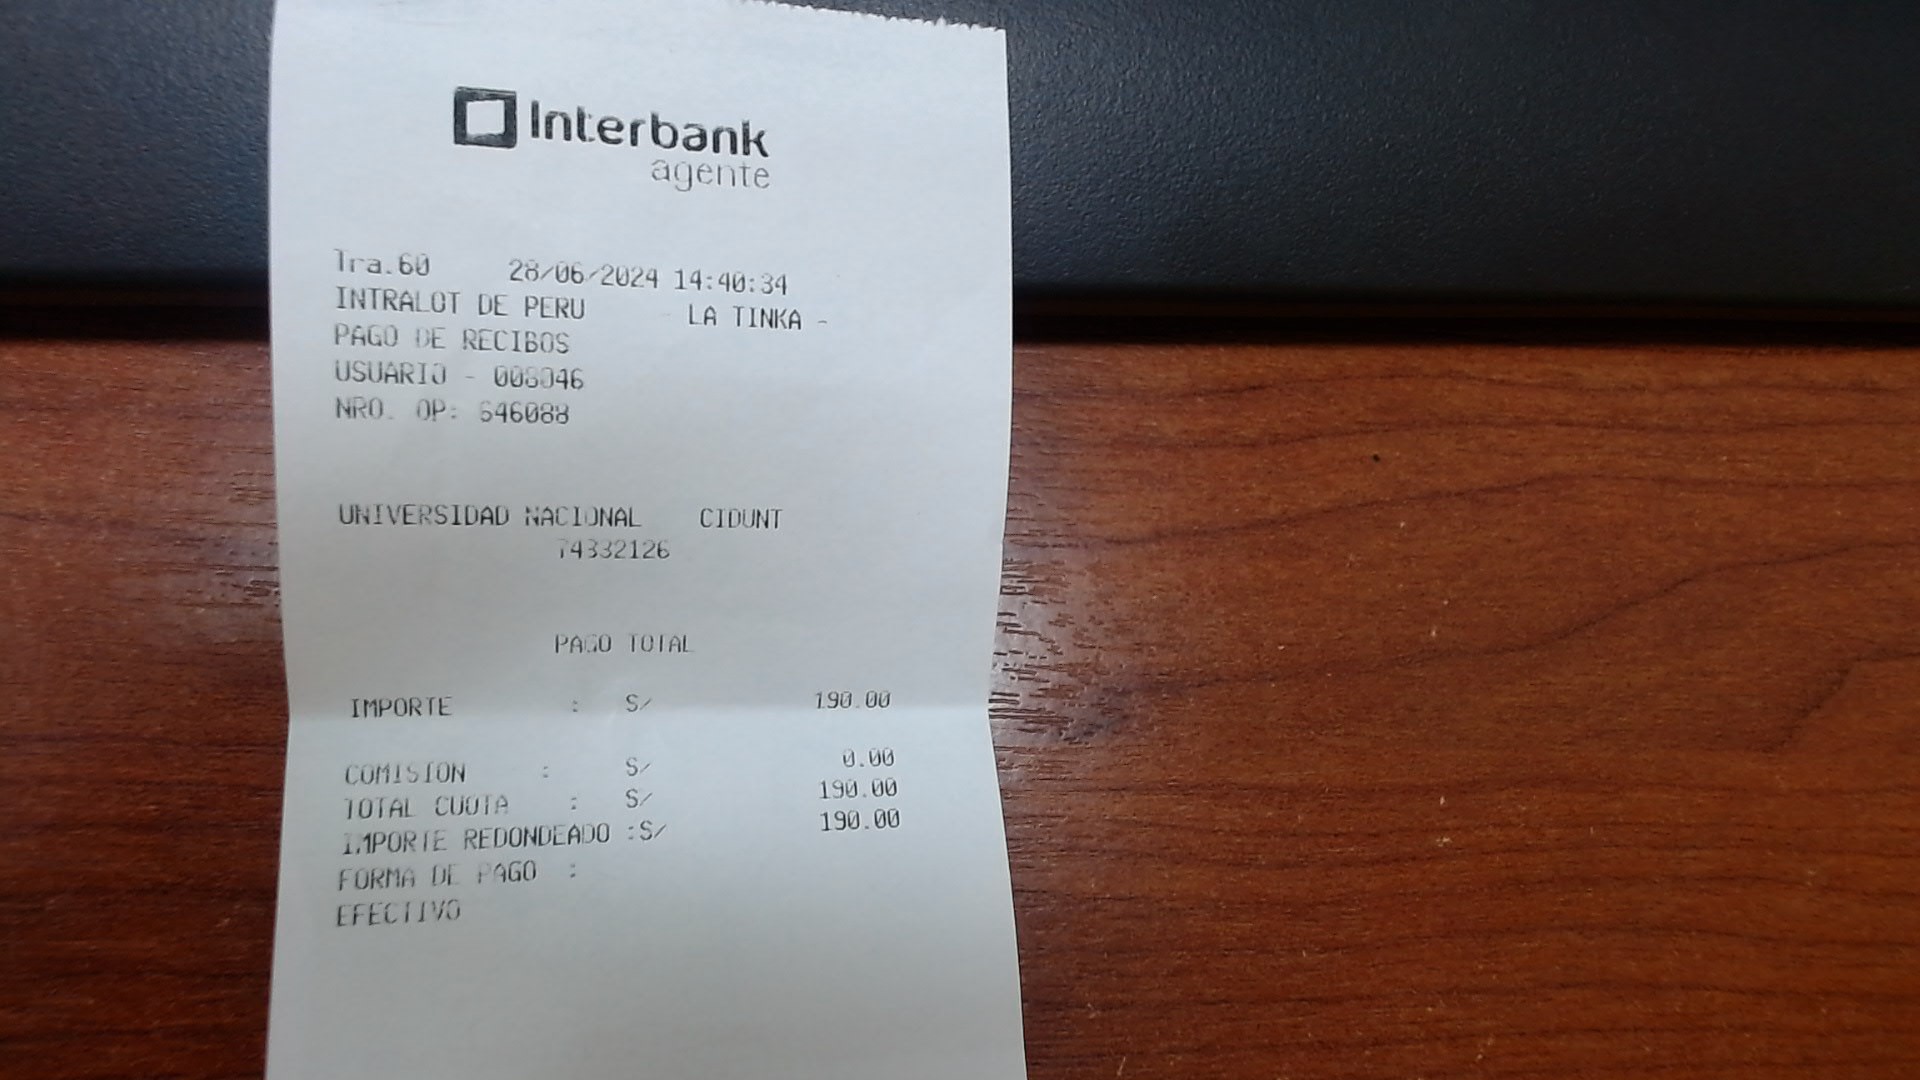 Interbank
agente
Tra.60 28/06/2024 14:40:34
INTRALOT DE PERU - LA TINKA -
PAGO DE RECIBOS
USUARIO - 008046
NRO. OP: 646088
UNIVERSIDAD NACIONAL CIDUNT
74332126
PAGO TOTAL
IMPORTE : S/ 190.00
COMISION : S/ 0.00
TOTAL CUOTA : S/ 190.00
IMPORTE REDONDEADO :S/ 190.00
FORMA DE PAGO :
EFECTIVO